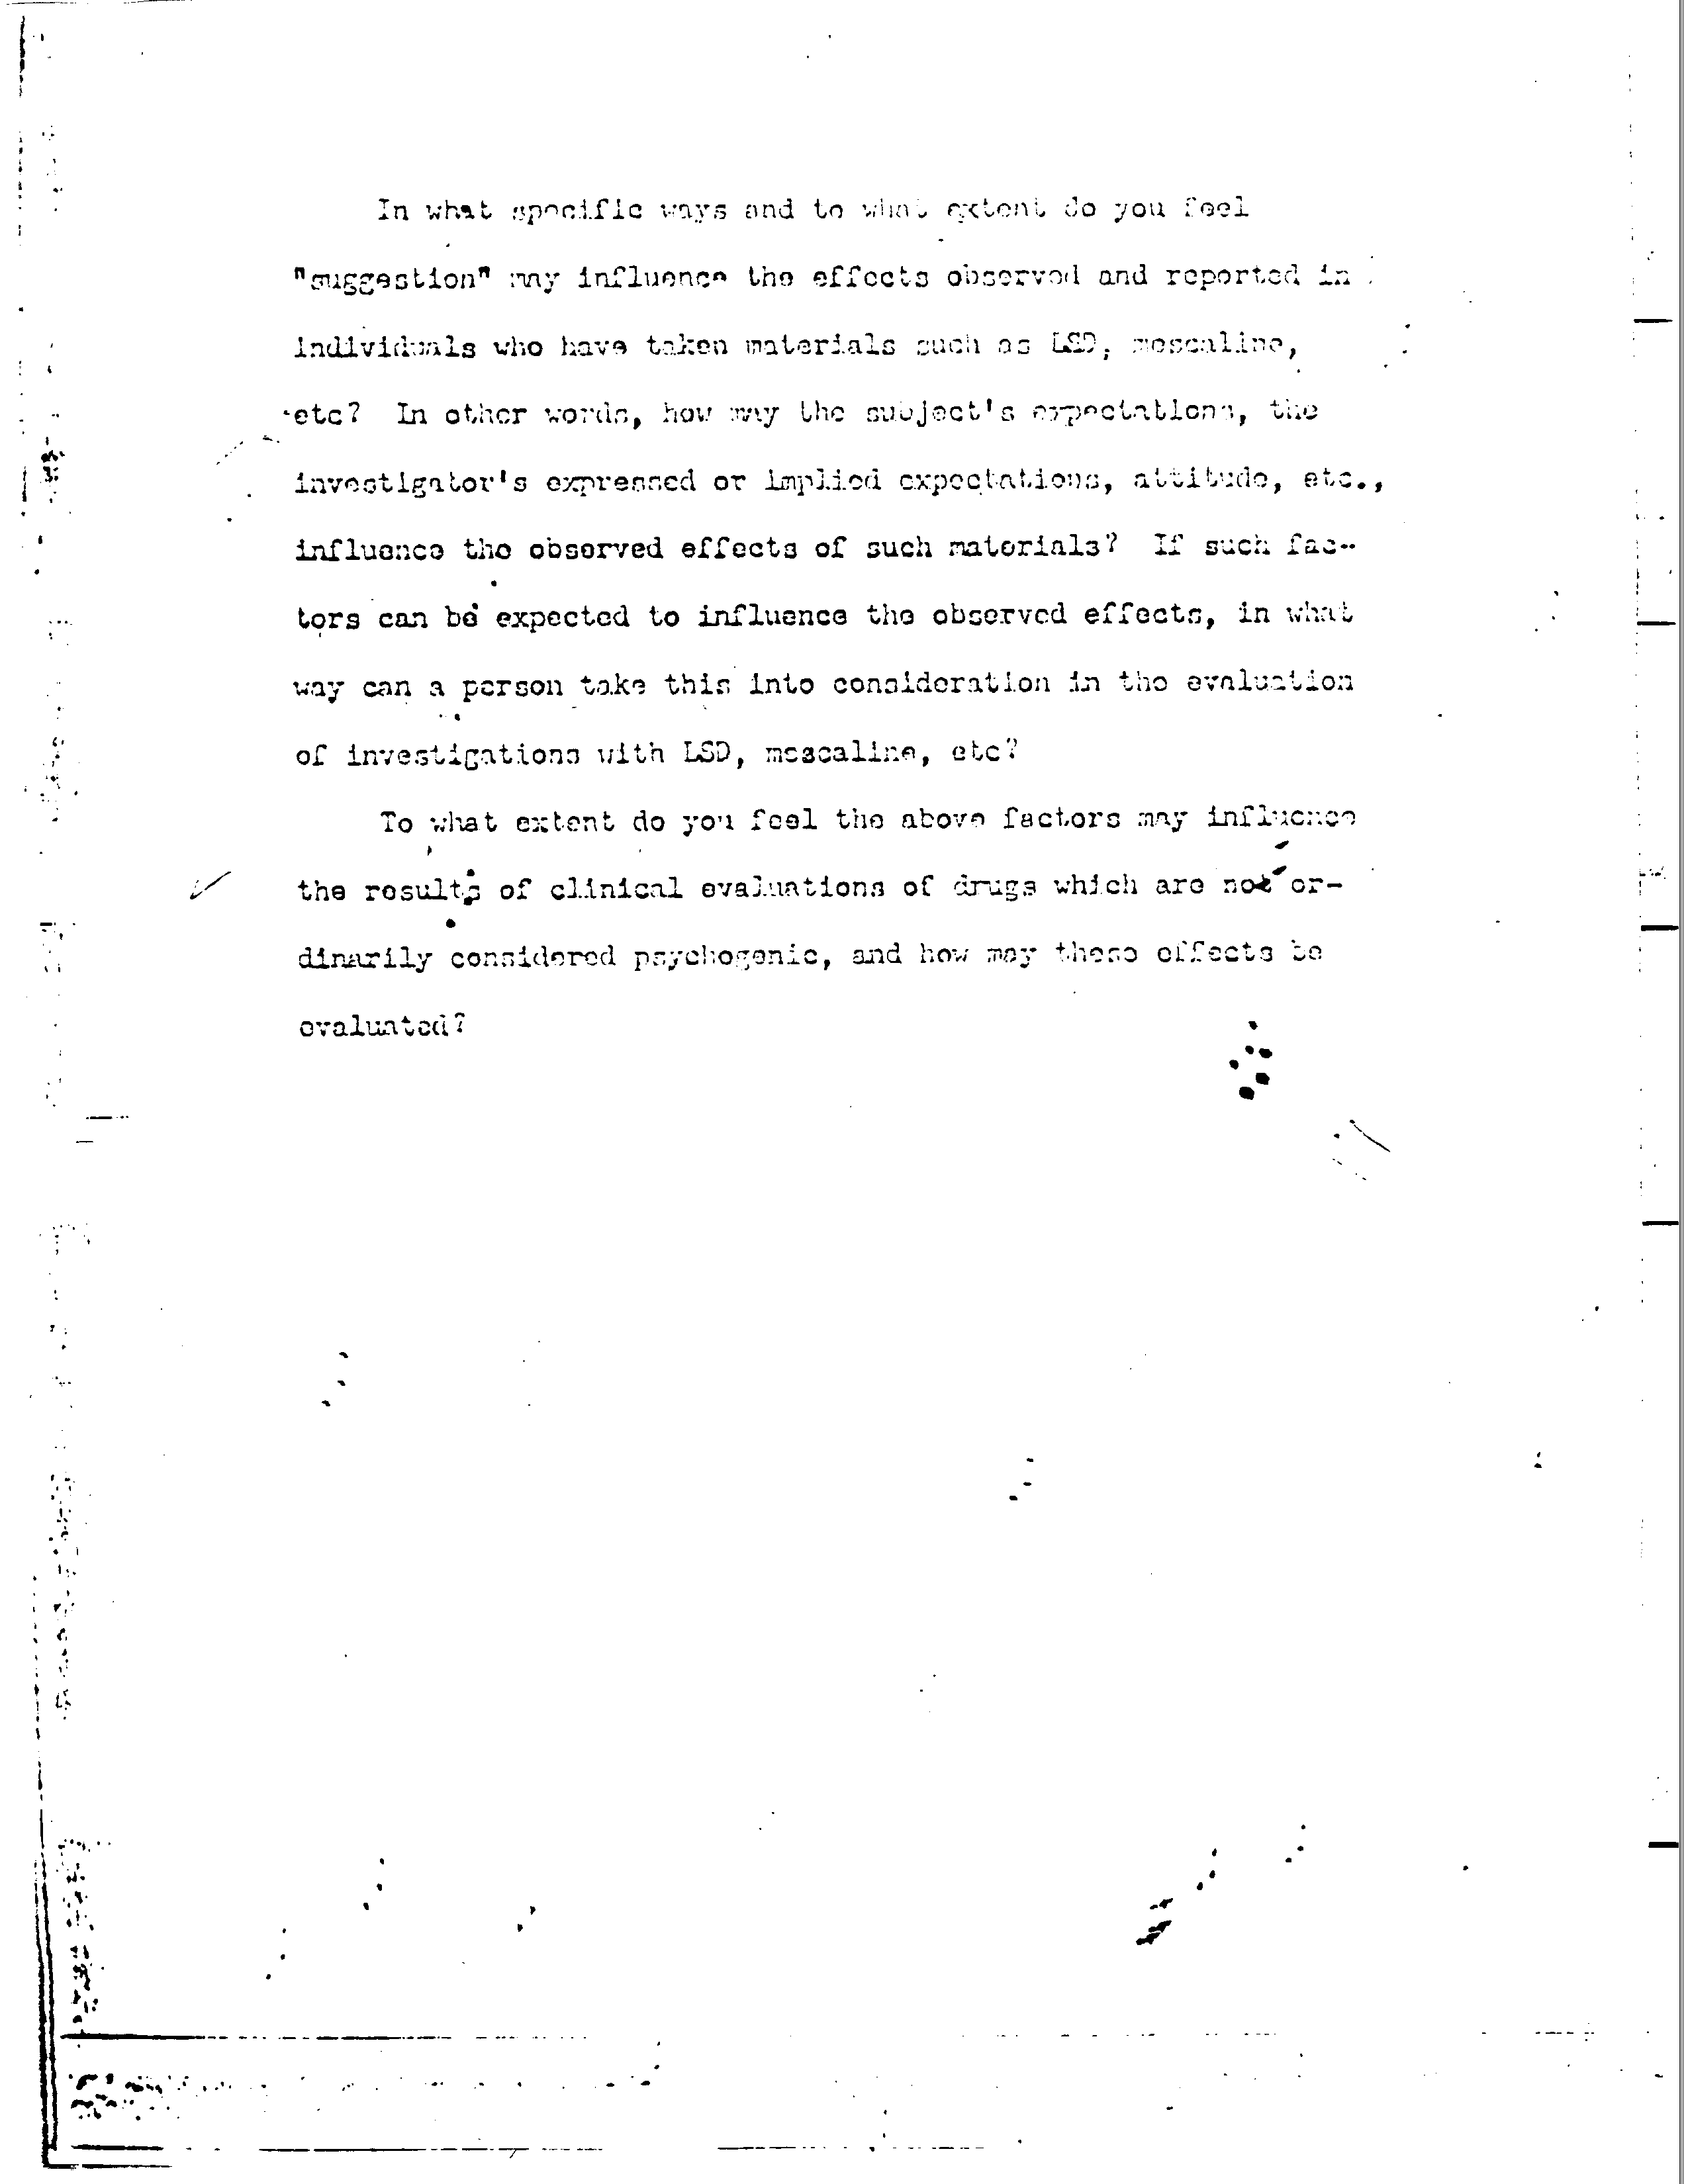 In what specific ways and to what extent do you feel
"suggestion" may influence the effects observed and reported in
individuals who have taken materials such as LSD, mescaline,
etc? In other words, how may the subject's expectations, the
investigator's expressed or implied expectations, attitude, etc.,
influence the observed effects of such materials? If such fac-
tors can be expected to influence the observed effects, in what
way can a person take this into consideration in the evaluation
of investigations with LSD, mescaline, etc?
To what extent do you feel the above factors may influence
the results of clinical evaluations of drugs which are not or-
dinarily considered psychogenic, and how may these effects be
evaluated?